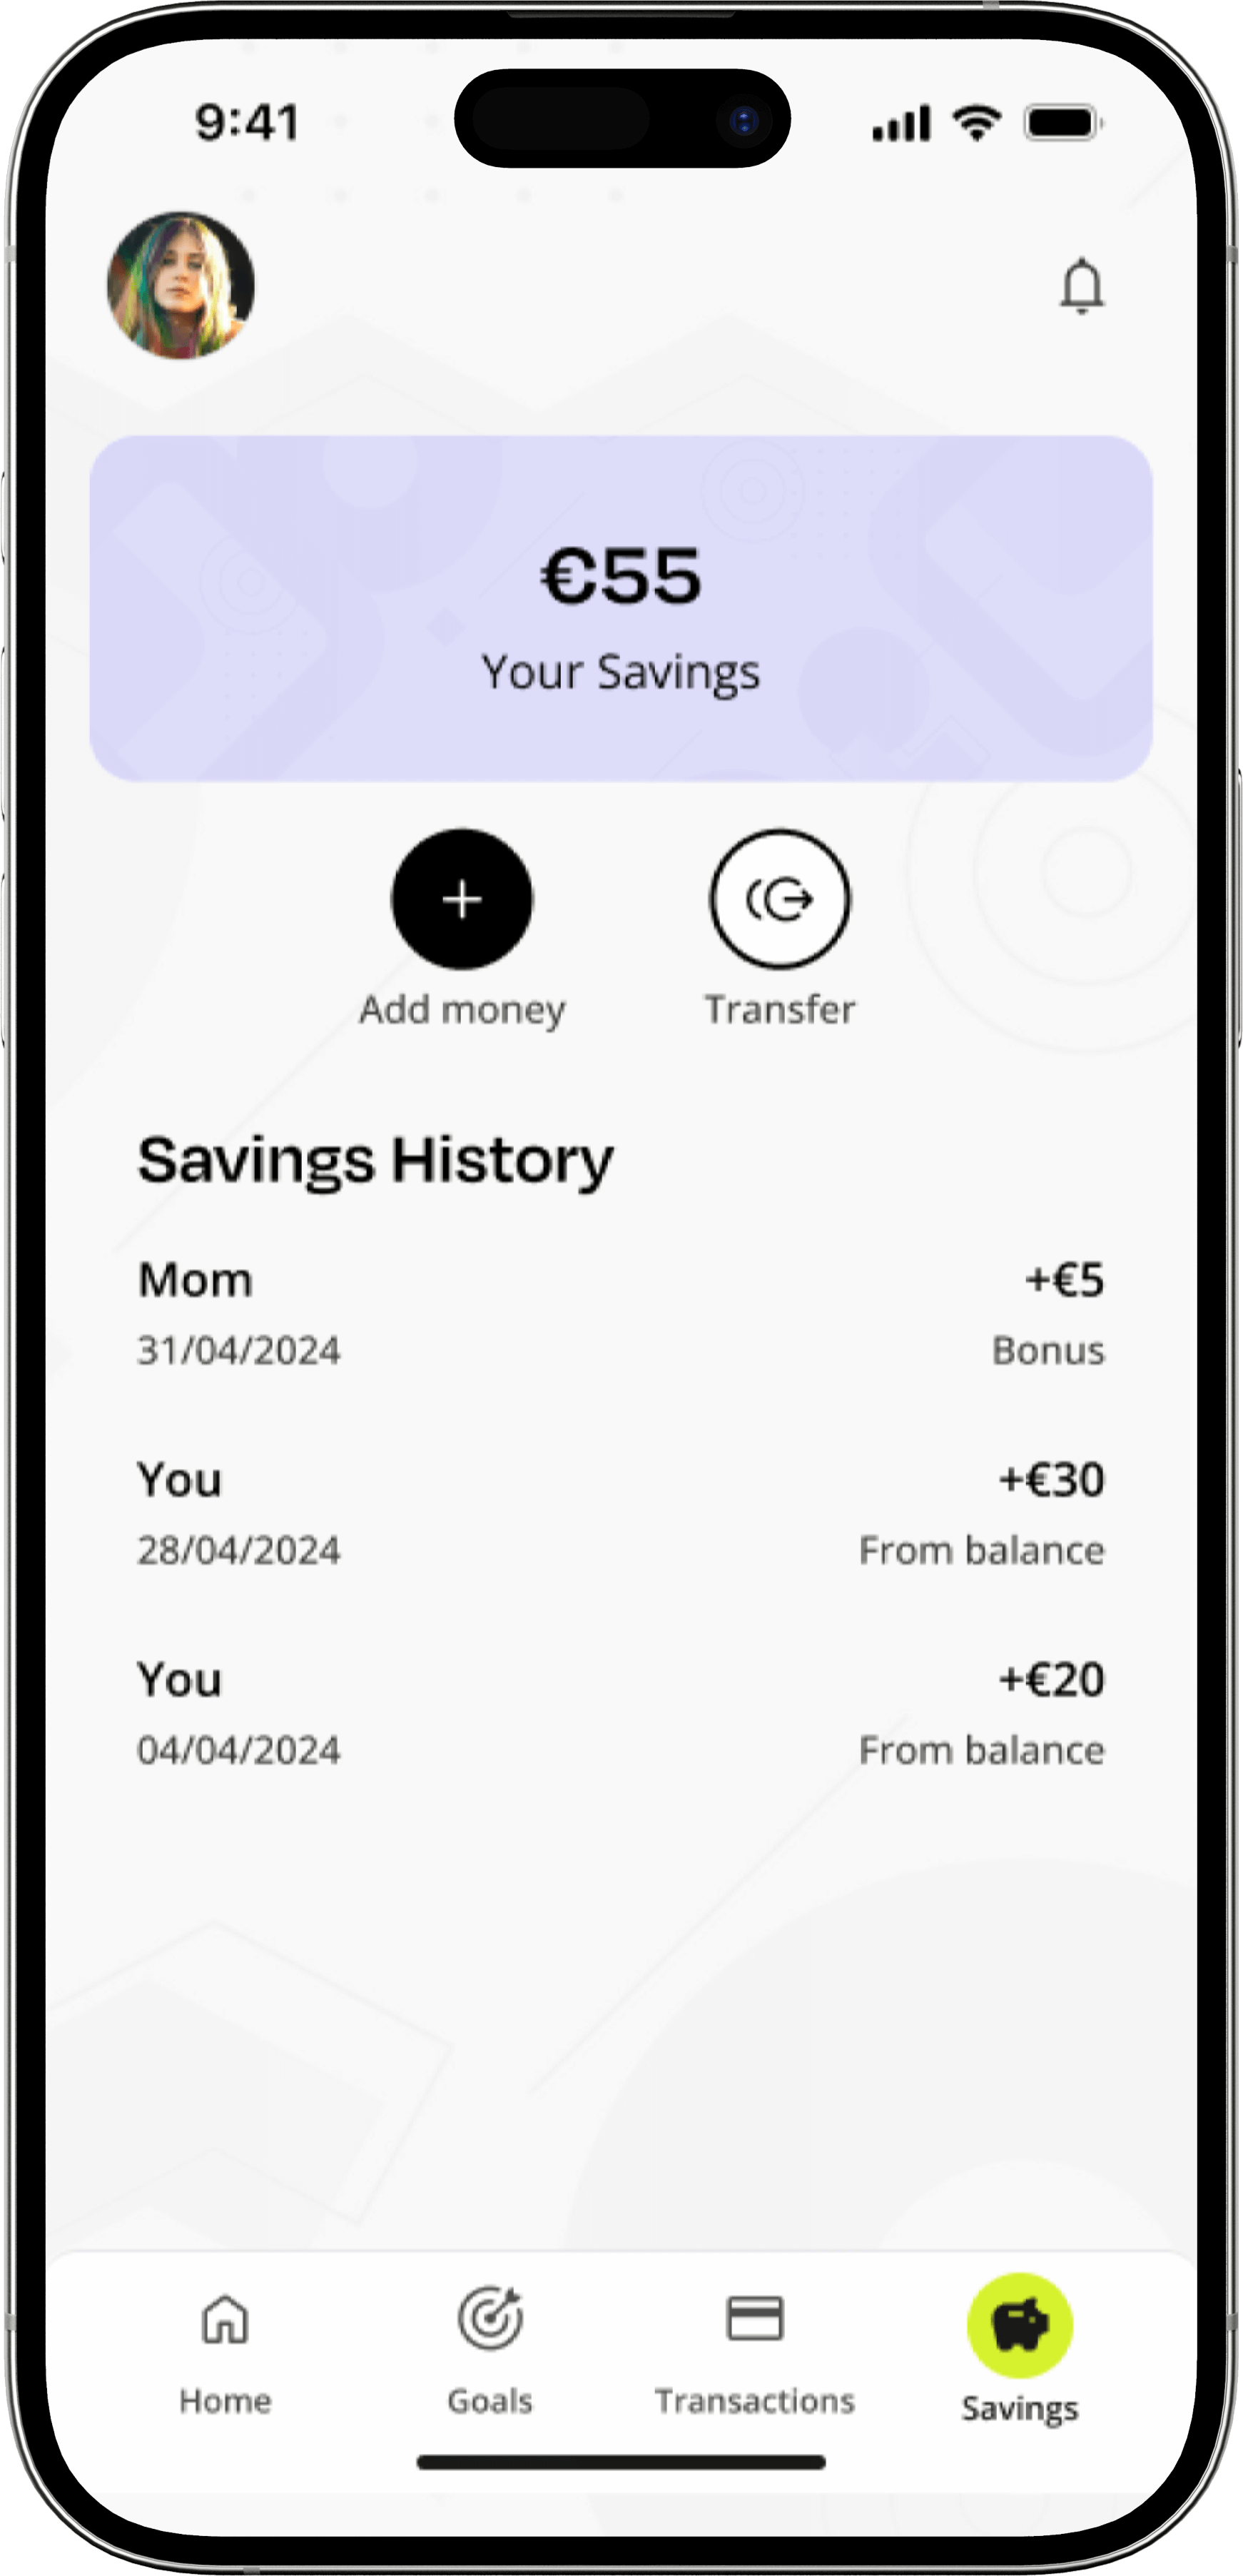 9:41
€55
Your Savings
Add money Transfer
Savings History
Mom +€5
31/04/2024 Bonus
You +€30
28/04/2024 From balance
You +€20
04/04/2024 From balance
Home Goals Transactions Savings